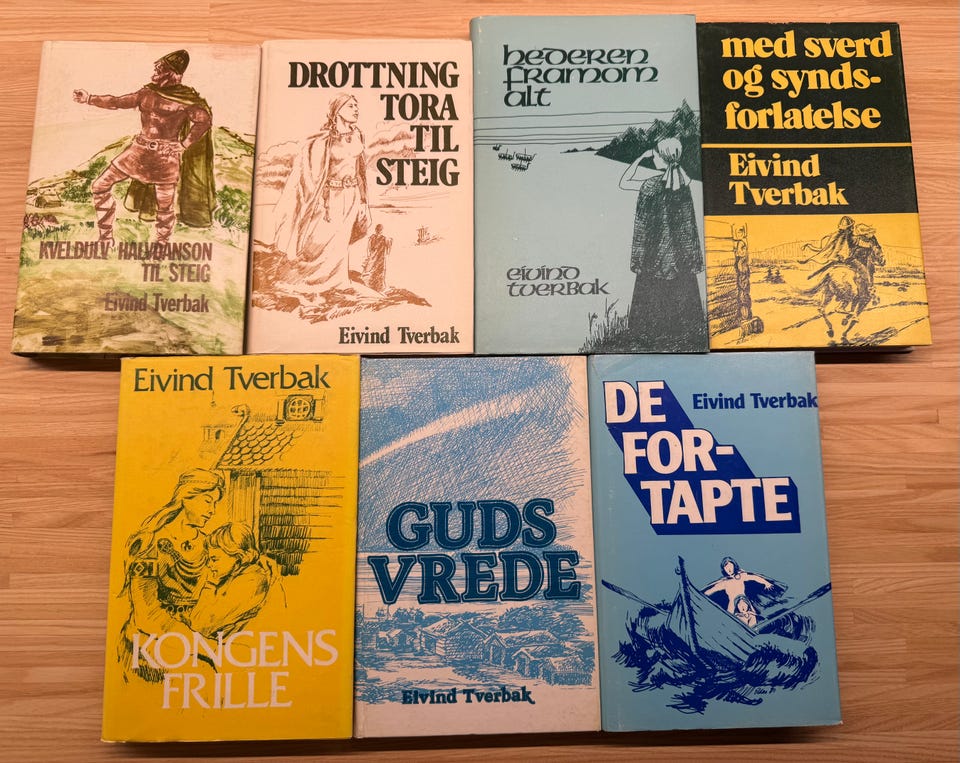 KVELDULV HALVDANSON
TIL STEIG
Eivind Tverbak
DROTTNING
TORA
TIL
STEIG
Eivind Tverbak
hederen
framom
alt
eivind
tverbak
med sverd
og synds-
forlatelse
Eivind
Tverbak
Eivind Tverbak
KONGENS
FRILLE
GUDS
VREDE
Eivind Tverbak
DE
FOR-
TAPTE
Eivind Tverbak